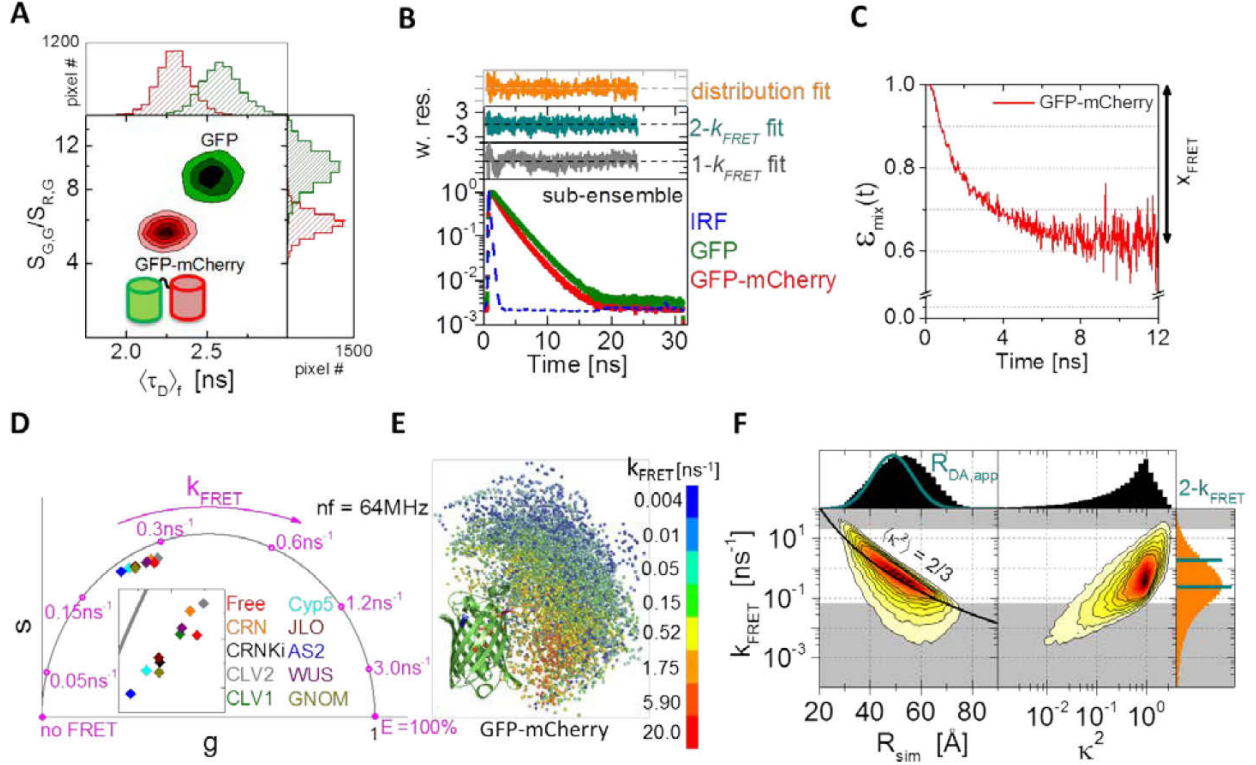 A
1200
pixel #
S_G,G/S_R,G
12
8
4
GFP
GFP-mCherry
2.0
2.5
⟨τ_D⟩_f [ns]
1500
pixel #
B
w. res.
3
-3
distribution fit
2-k_FRET fit
1-k_FRET fit
sub-ensemble
IRF
GFP
GFP-mCherry
10^0
10^-1
10^-2
10^-3
0
10
20
30
Time [ns]
C
1.0
0.8
0.6
0.0
ε_mix(t)
GFP-mCherry
x_FRET
0
4
8
12
Time [ns]
D
k_FRET
nf = 64MHz
0.3ns^-1
0.6ns^-1
0.15ns^-1
1.2ns^-1
0.05ns^-1
3.0ns^-1
no FRET
E=100%
s
g
1
Free
CRN
CRNKi
CLV2
CLV1
Cyp5
JLO
AS2
WUS
GNOM
E
k_FRET [ns^-1]
0.004
0.01
0.05
0.15
0.52
1.75
5.90
20.0
GFP-mCherry
F
R_DA,app
2-k_FRET
k_FRET [ns^-1]
10^1
10^-1
10^-3
⟨κ^2⟩ = 2/3
20
40
60
80
R_sim [Å]
10^-2
10^-1
10^0
κ^2